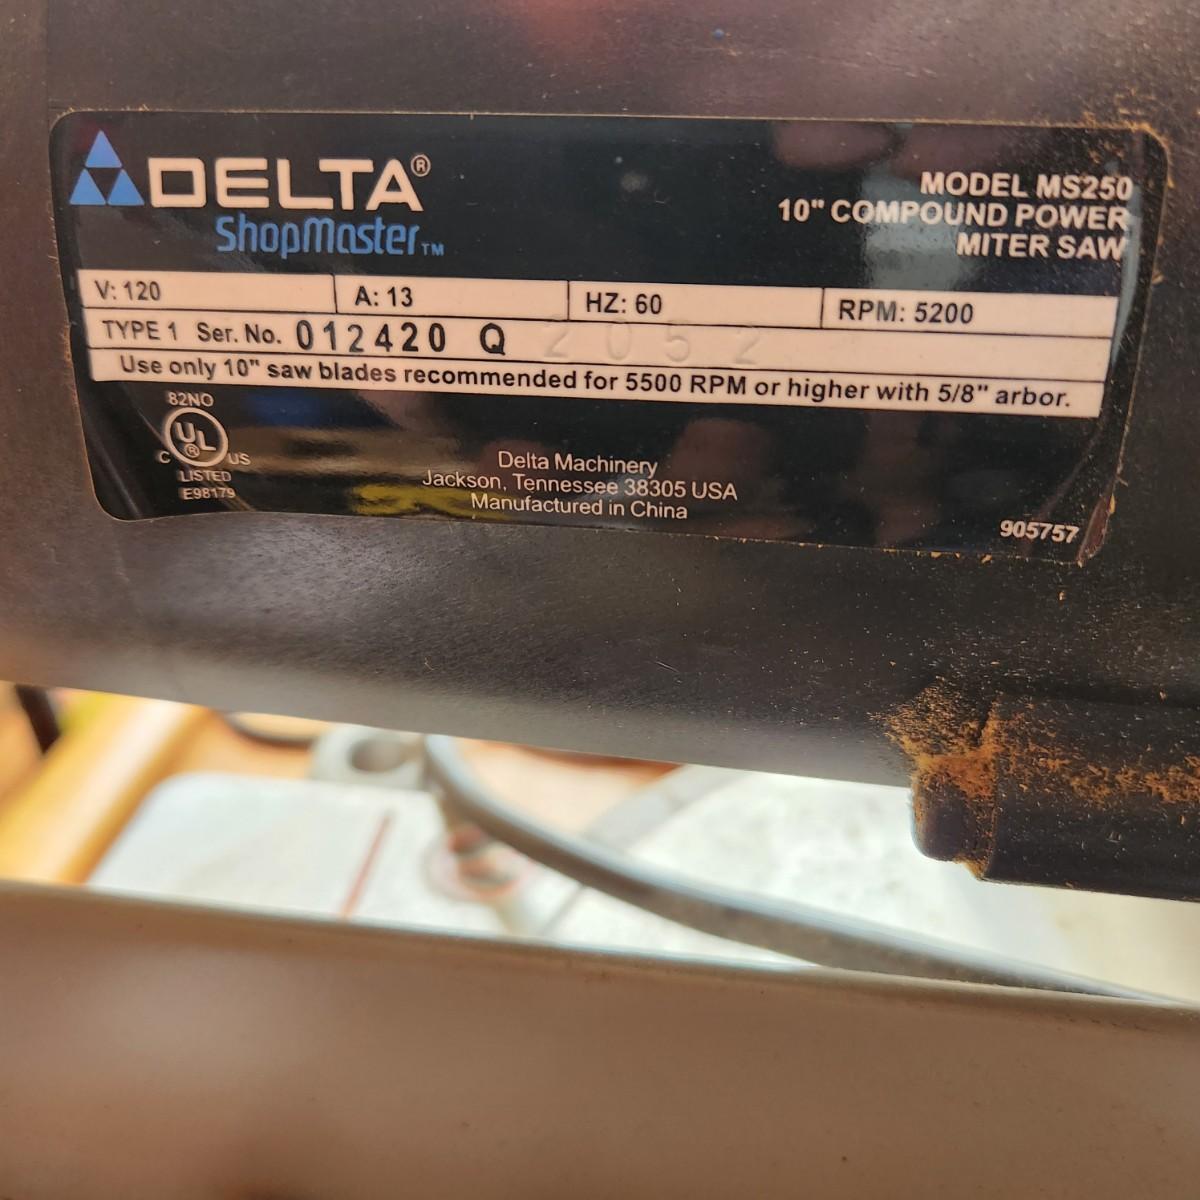 DELTA®
ShopMaster™
MODEL MS250
10" COMPOUND POWER
MITER SAW
V: 120 A: 13 HZ: 60 RPM: 5200
TYPE 1 Ser. No. 012420 Q 2052
Use only 10" saw blades recommended for 5500 RPM or higher with 5/8" arbor.
82NO
C UL® US
LISTED
E98179
Delta Machinery
Jackson, Tennessee 38305 USA
Manufactured in China
905757